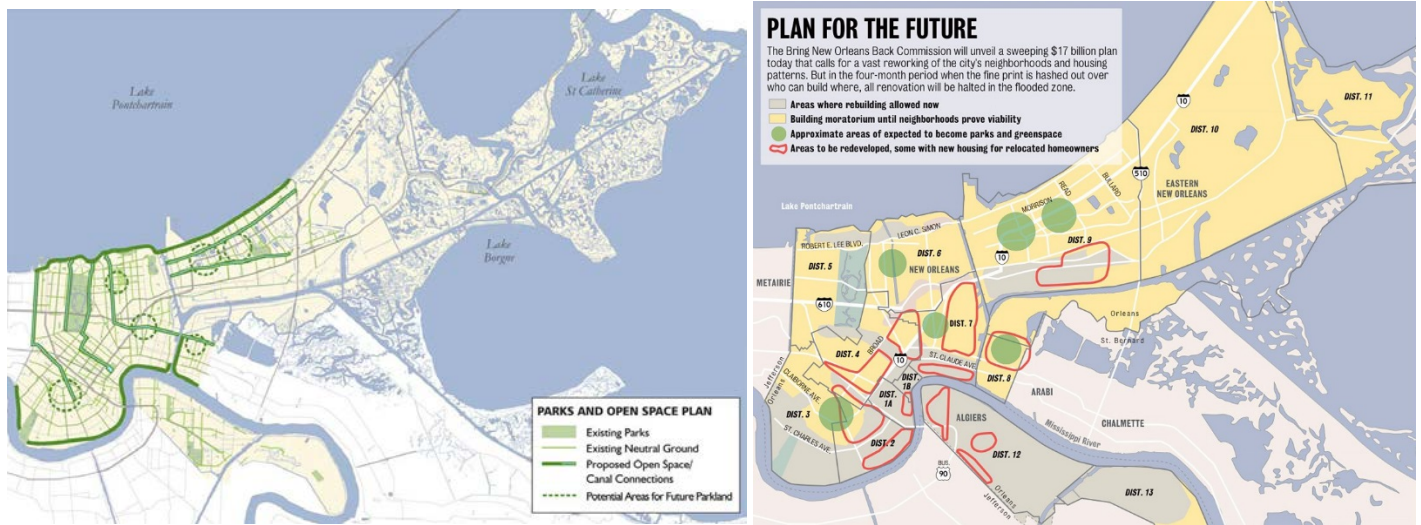 Lake
Pontchartrain
Lake
St Catherine
Lake
Borgne
PARKS AND OPEN SPACE PLAN
Existing Parks
Existing Neutral Ground
Proposed Open Space/
Canal Connections
Potential Areas for Future Parkland
PLAN FOR THE FUTURE
The Bring New Orleans Back Commission will unveil a sweeping $17 billion plan
today that calls for a vast reworking of the city's neighborhoods and housing
patterns. But in the four-month period when the fine print is hashed out over
who can build where, all renovation will be halted in the flooded zone.
Areas where rebuilding allowed now
Building moratorium until neighborhoods prove viability
Approximate areas of expected to become parks and greenspace
Areas to be redeveloped, some with new housing for relocated homeowners
10
DIST. 11
DIST. 10
510
EASTERN
NEW ORLEANS
READ
BULLARD
MORRISON
Lake Pontchartrain
LEON C. SIMON
ROBERT E. LEE BLVD.
DIST. 9
DIST. 6
10
DIST. 5
NEW ORLEANS
METAIRIE
610
Orleans
St. Bernard
DIST. 7
DIST. 4
BROAD
10
ST. CLAUDE AVE.
DIST. 8
Jefferson
Orleans
CLAIBORNE AVE.
DIST.
1B
DIST.
1A
ARABI
DIST. 3
ALGIERS
CHALMETTE
Mississippi River
ST. CHARLES AVE.
DIST. 2
DIST. 12
BUS.
90
Orleans
Jefferson
DIST. 13